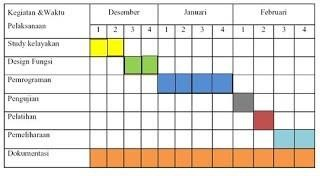 Kegiatan &Waktu Desember Januari Februari
Pelaksanaan 1 2 3 4 1 2 3 4 1 2 3 4
Study kelayakan
Design Fungsi
Pemrograman
Pengujian
Pelatihan
Pemeliharaan
Dokumentasi